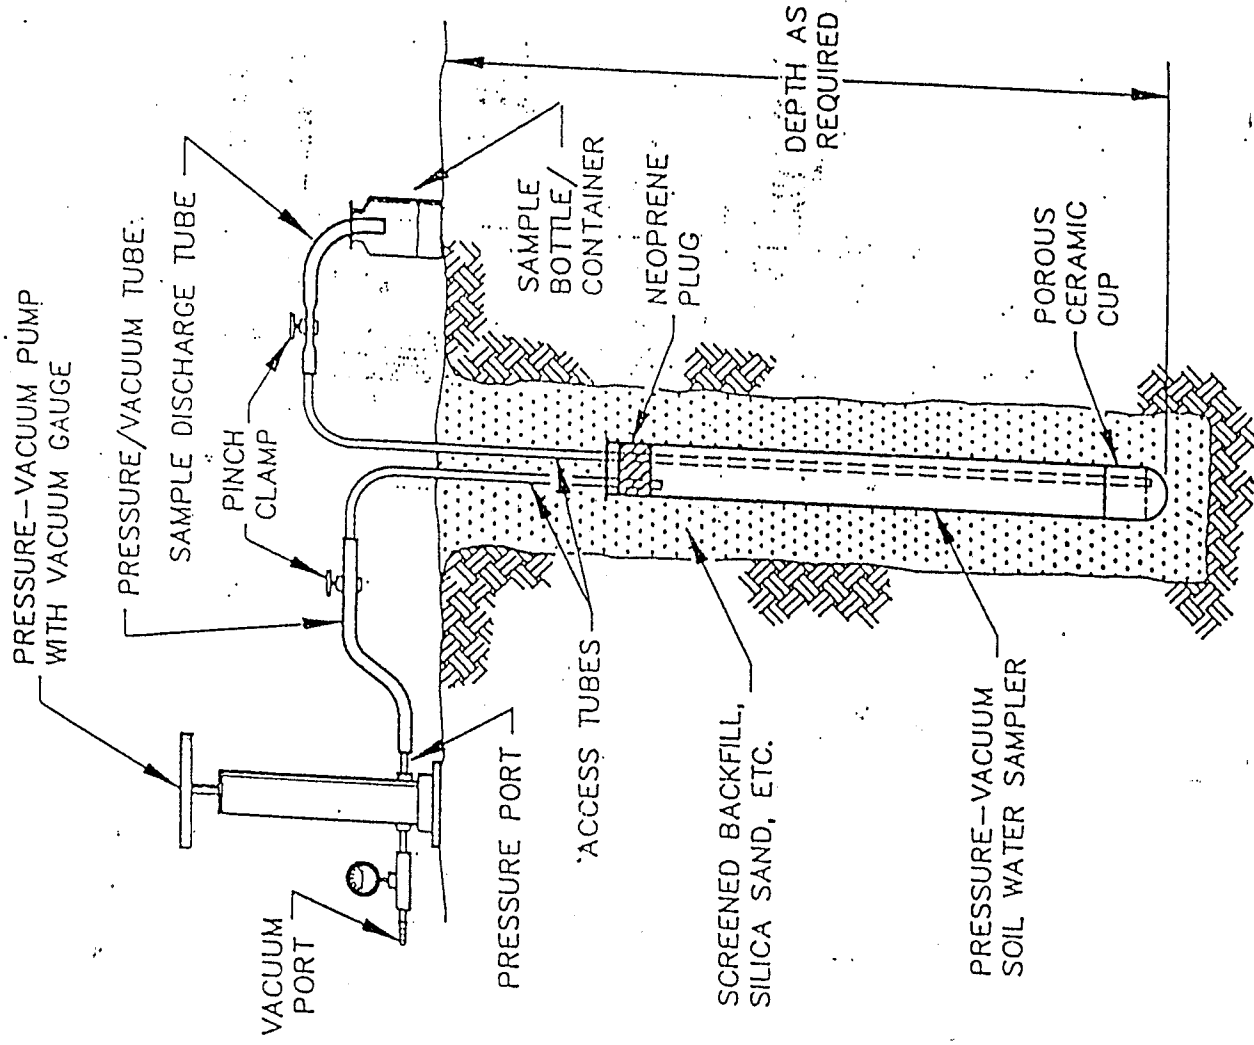 PRESSURE-VACUUM PUMP
WITH VACUUM GAUGE
PRESSURE/VACUUM TUBE
SAMPLE DISCHARGE TUBE
PINCH
CLAMP
VACUUM
PORT
PRESSURE PORT
ACCESS TUBES
SAMPLE
BOTTLE/
CONTAINER
NEOPRENE
PLUG
DEPTH AS
REQUIRED
SCREENED BACKFILL,
SILICA SAND, ETC.
POROUS
CERAMIC
CUP
PRESSURE-VACUUM
SOIL WATER SAMPLER